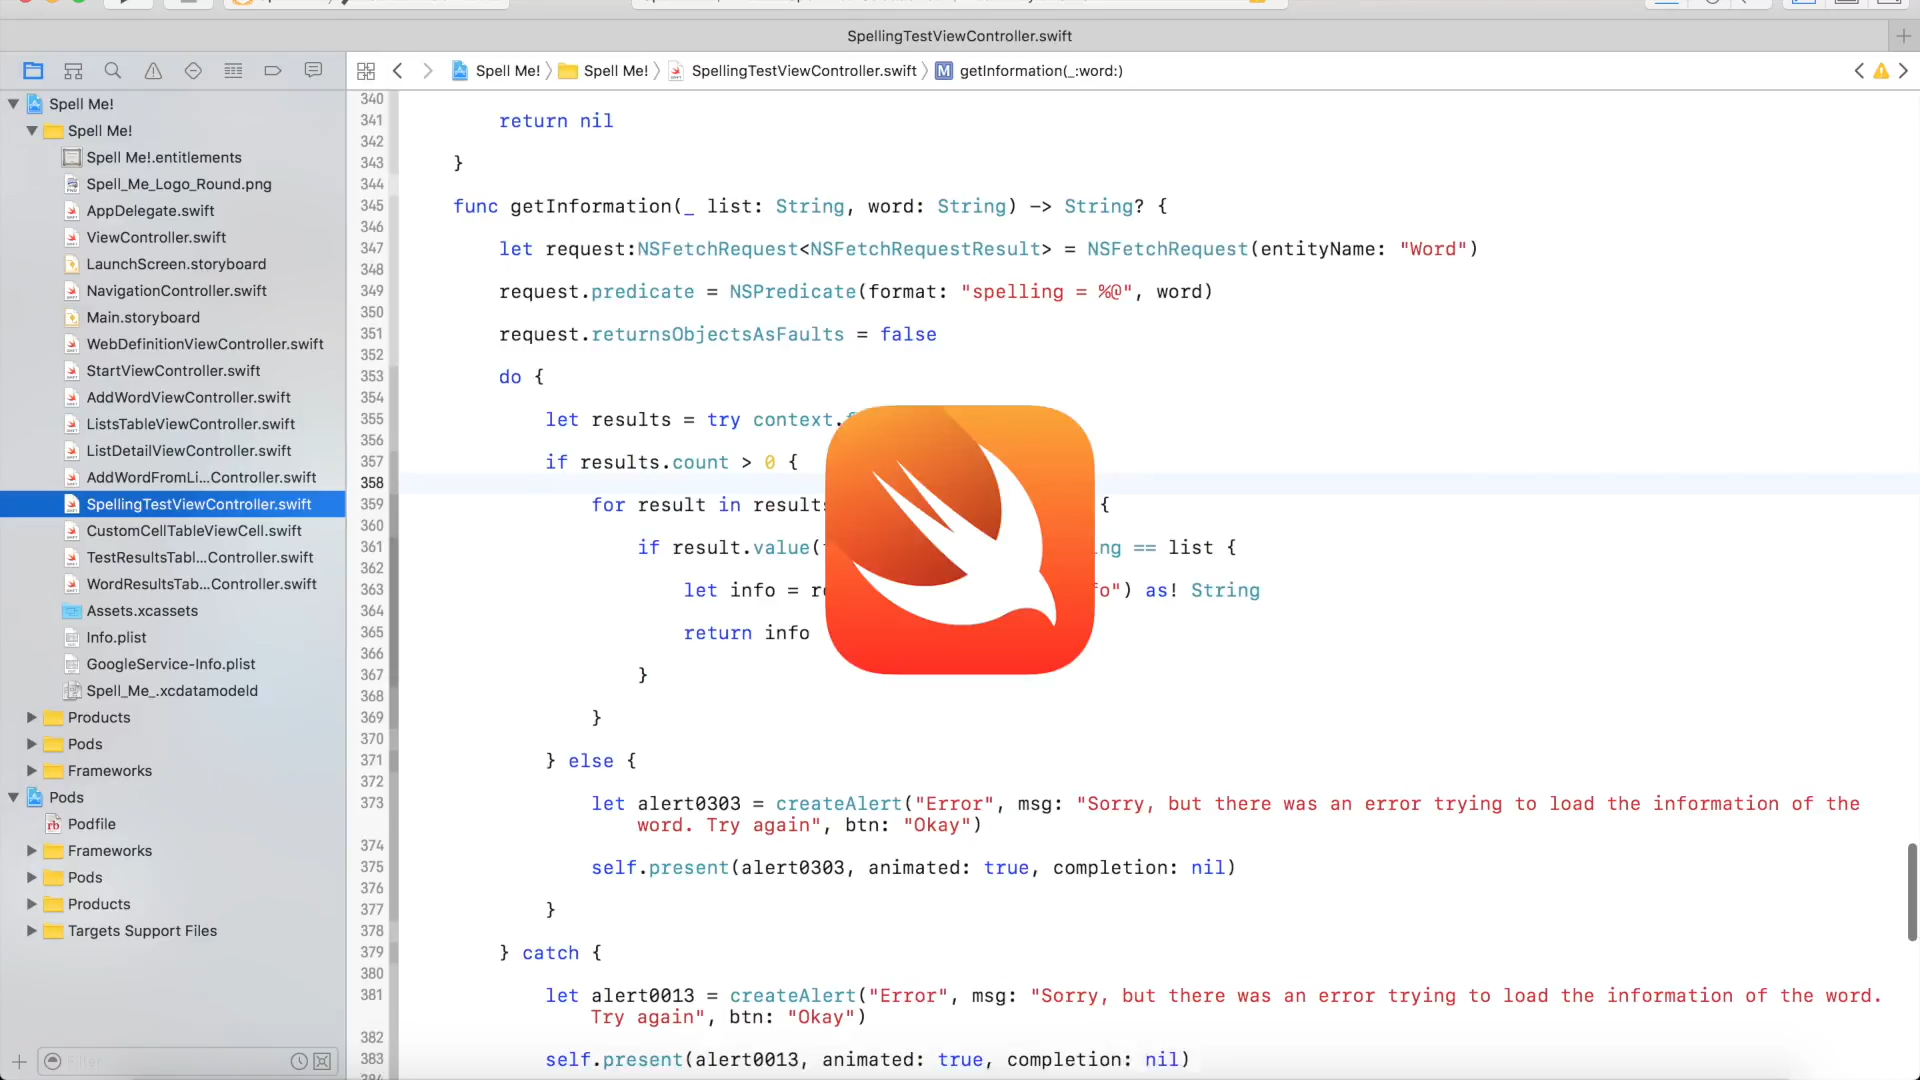 SpellingTestViewController.swift
Spell Me! Spell Me! SpellingTestViewController.swift M getInformation(_:word:)
Spell Me!
Spell Me!
Spell Me!.entitlements
Spell_Me_Logo_Round.png
AppDelegate.swift
ViewController.swift
LaunchScreen.storyboard
NavigationController.swift
Main.storyboard
WebDefinitionViewController.swift
StartViewController.swift
AddWordViewController.swift
ListsTableViewController.swift
ListDetailViewController.swift
AddWordFromLi...Controller.swift
SpellingTestViewController.swift
CustomCellTableViewCell.swift
TestResultsTabl...Controller.swift
WordResultsTab...Controller.swift
Assets.xcassets
Info.plist
GoogleService-Info.plist
Spell_Me_.xcdatamodeld
Products
Pods
Frameworks
Pods
Podfile
Frameworks
Pods
Products
Targets Support Files
Filter
340
341 return nil
342
343 }
344
345 func getInformation(_ list: String, word: String) -> String? {
346
347 let request:NSFetchRequest<NSFetchRequestResult> = NSFetchRequest(entityName: "Word")
348
349 request.predicate = NSPredicate(format: "spelling = %@", word)
350
351 request.returnsObjectsAsFaults = false
352
353 do {
354
355 let results = try context.
356
357 if results.count > 0 {
358
359 for result in results {
360
361 if result.value( ng == list {
362
363 let info = re o") as! String
364
365 return info
366
367 }
368
369 }
370
371 } else {
372
373 let alert0303 = createAlert("Error", msg: "Sorry, but there was an error trying to load the information of the
word. Try again", btn: "Okay")
374
375 self.present(alert0303, animated: true, completion: nil)
376
377 }
378
379 } catch {
380
381 let alert0013 = createAlert("Error", msg: "Sorry, but there was an error trying to load the information of the word.
Try again", btn: "Okay")
382
383 self.present(alert0013, animated: true, completion: nil)